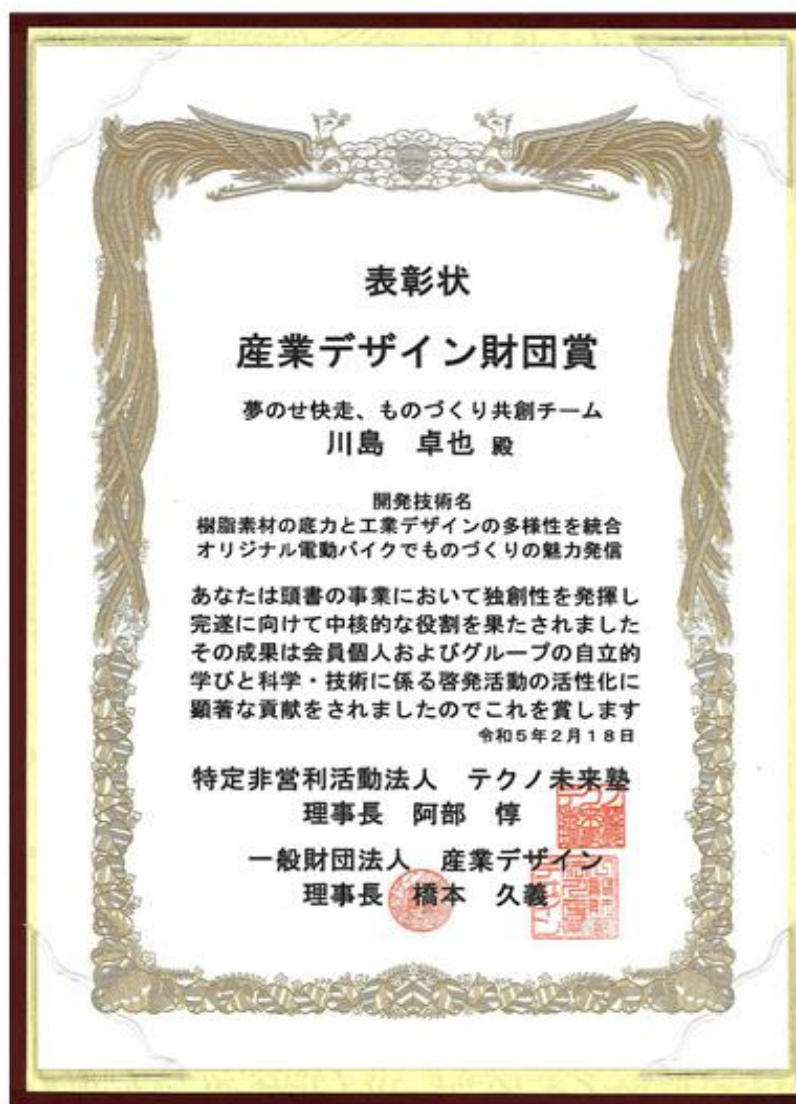 表彰状
産業デザイン財団賞
夢のせ快走、ものづくり共創チーム
川島 卓也 殿
開発技術名
樹脂素材の底力と工業デザインの多様性を統合
オリジナル電動バイクでものづくりの魅力発信
あなたは頭書の事業において独創性を発揮し
完遂に向けて中核的な役割を果たされました
その成果は会員個人およびグループの自立的
学びと科学・技術に係る啓発活動の活性化に
顕著な貢献をされましたのでこれを賞します
令和5年2月18日
特定非営利活動法人 テクノ未来塾
理事長 阿部 惇
一般財団法人 産業デザイン
理事長 橋本 久義